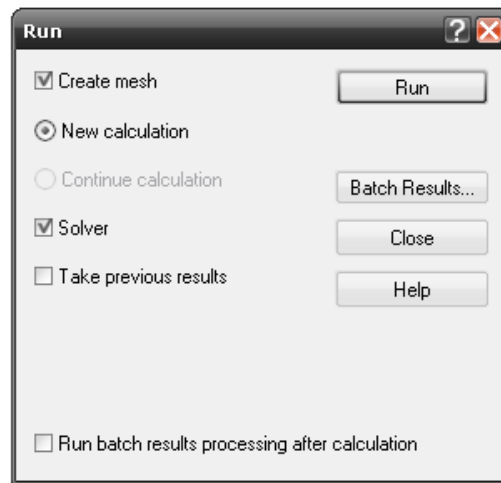 Run
Create mesh
Run
New calculation
Continue calculation
Batch Results...
Solver
Close
Take previous results
Help
Run batch results processing after calculation